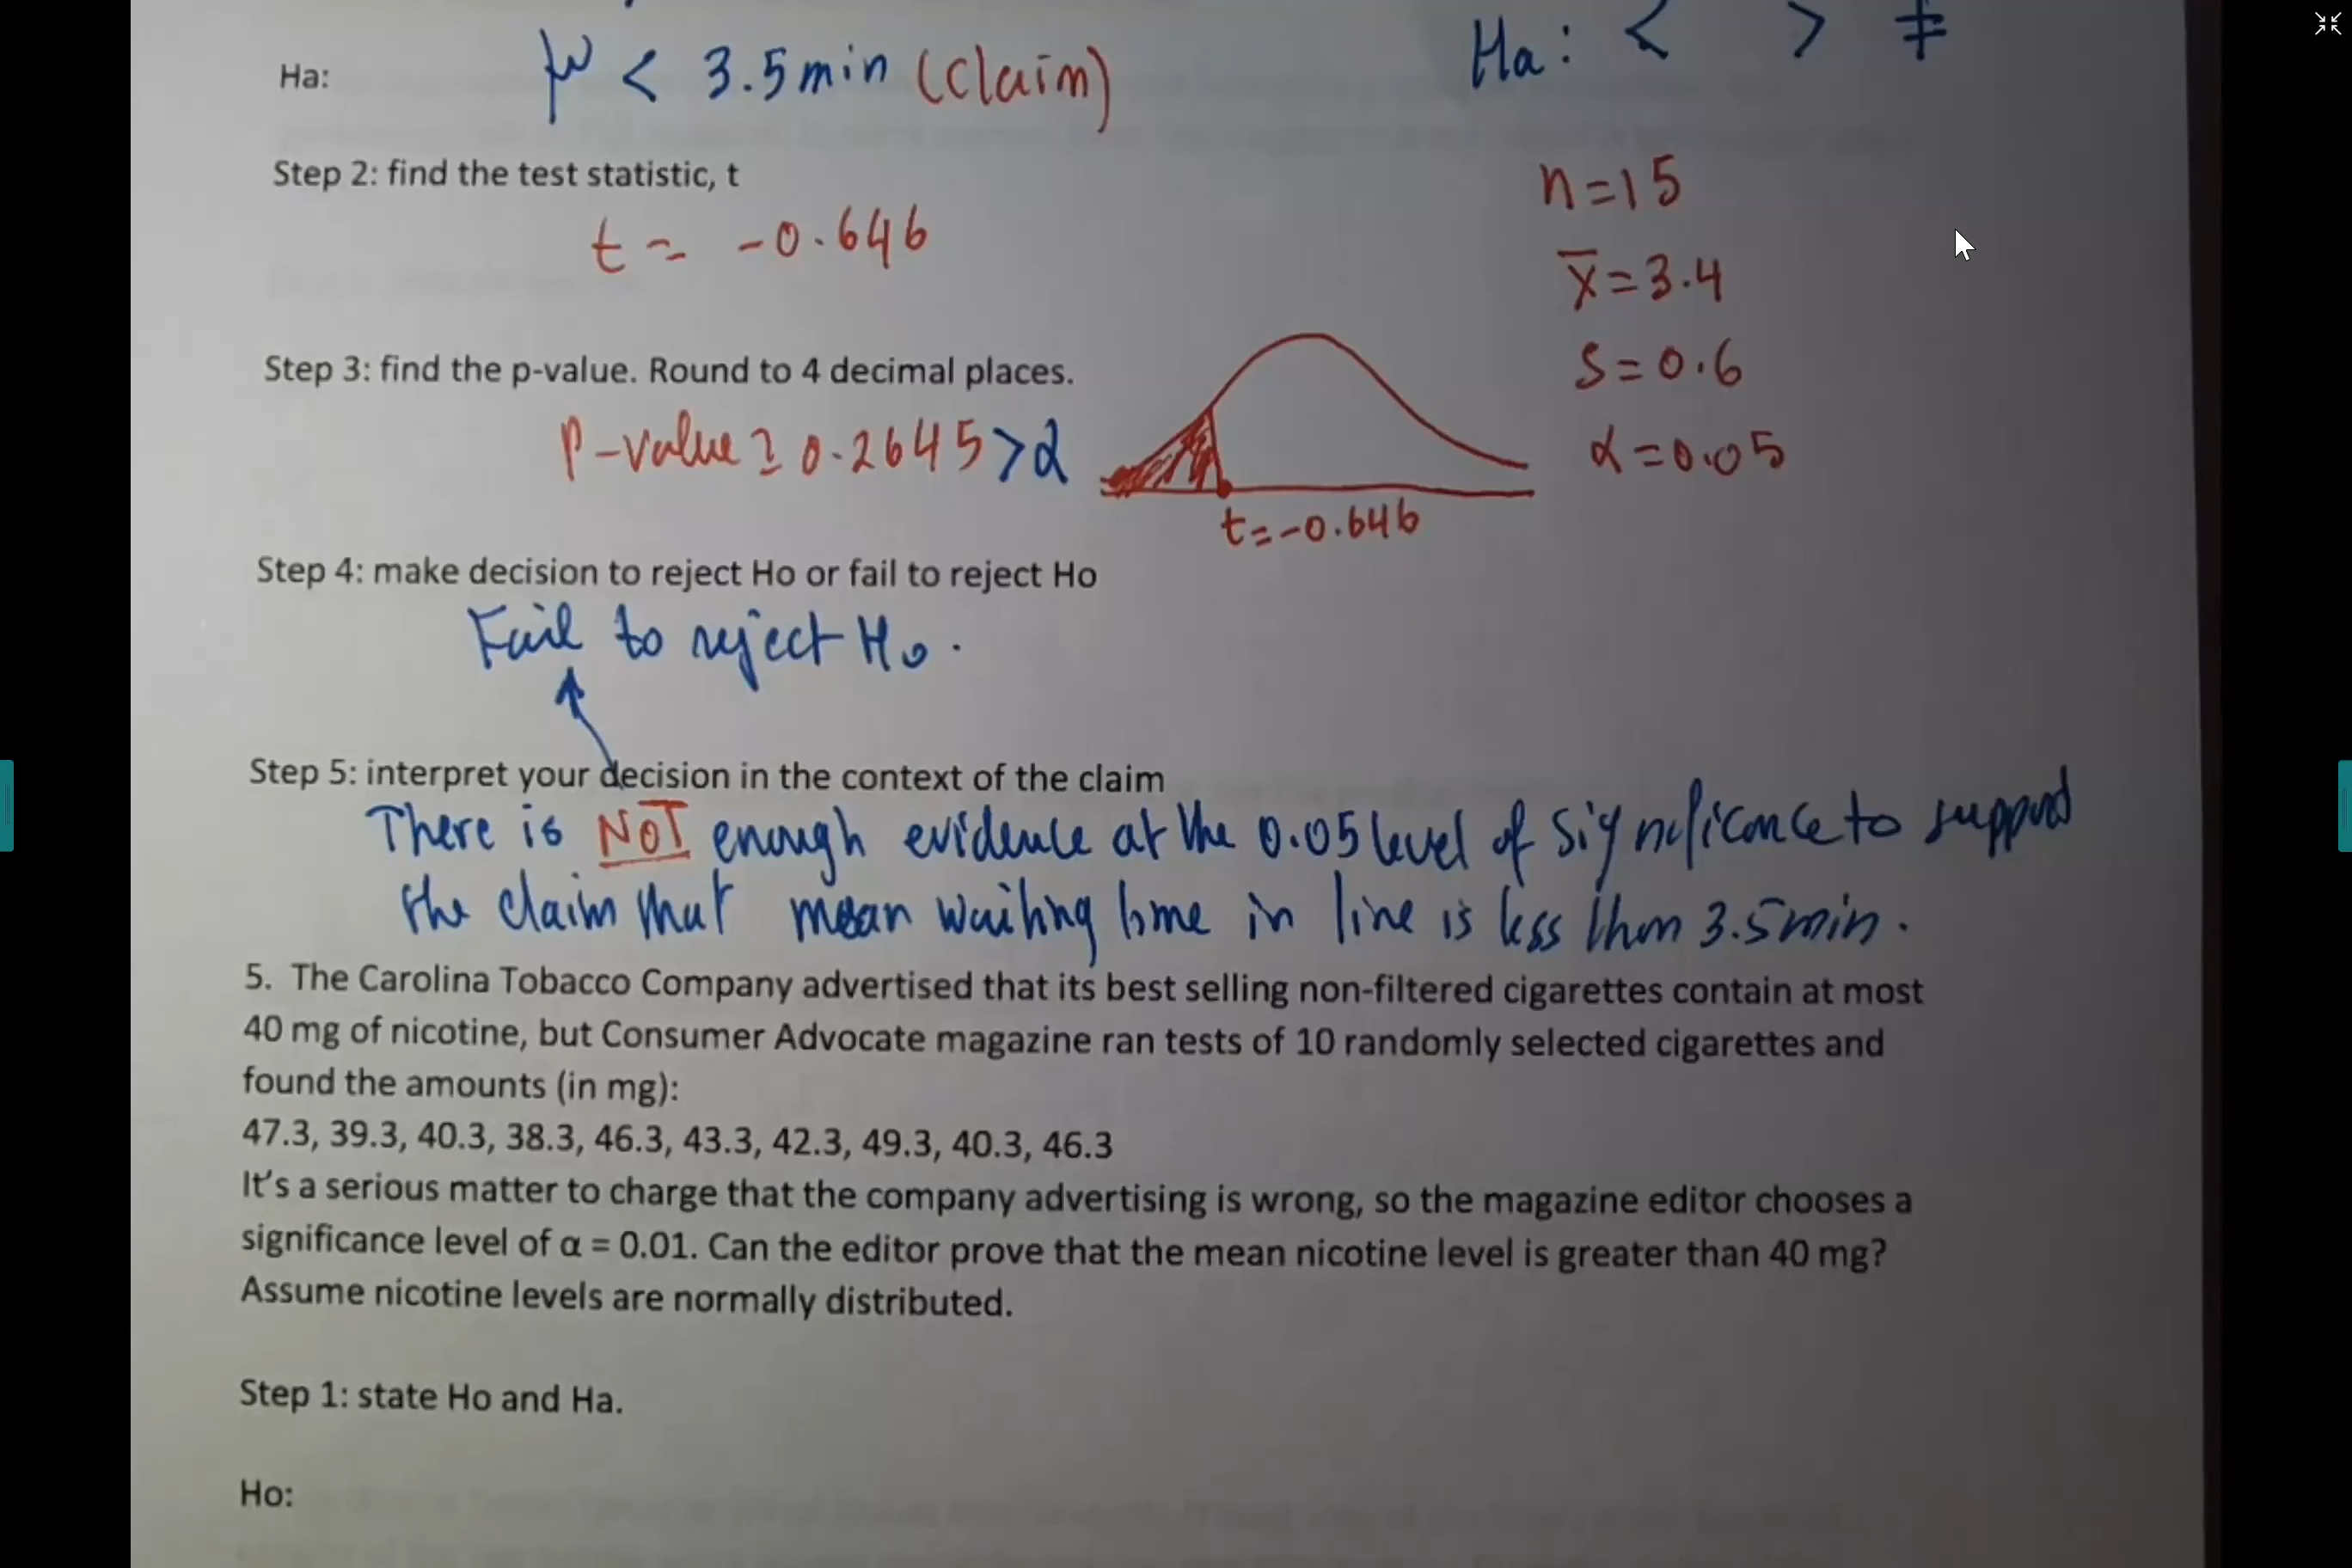 Ha: μ < 3.5min (claim) Ha: < > ≠
Step 2: find the test statistic, t
t = -0.646
n=15
x̄=3.4
s=0.6
α=0.05
Step 3: find the p-value. Round to 4 decimal places.
P-value ≈ 0.2645 > α
t=-0.646
Step 4: make decision to reject Ho or fail to reject Ho
Fail to reject Ho.
Step 5: interpret your decision in the context of the claim
There is NOT enough evidence at the 0.05 level of significance to support
the claim that mean waiting time in line is less than 3.5min.
5. The Carolina Tobacco Company advertised that its best selling non-filtered cigarettes contain at most
40 mg of nicotine, but Consumer Advocate magazine ran tests of 10 randomly selected cigarettes and
found the amounts (in mg):
47.3, 39.3, 40.3, 38.3, 46.3, 43.3, 42.3, 49.3, 40.3, 46.3
It's a serious matter to charge that the company advertising is wrong, so the magazine editor chooses a
significance level of α = 0.01. Can the editor prove that the mean nicotine level is greater than 40 mg?
Assume nicotine levels are normally distributed.
Step 1: state Ho and Ha.
Ho: